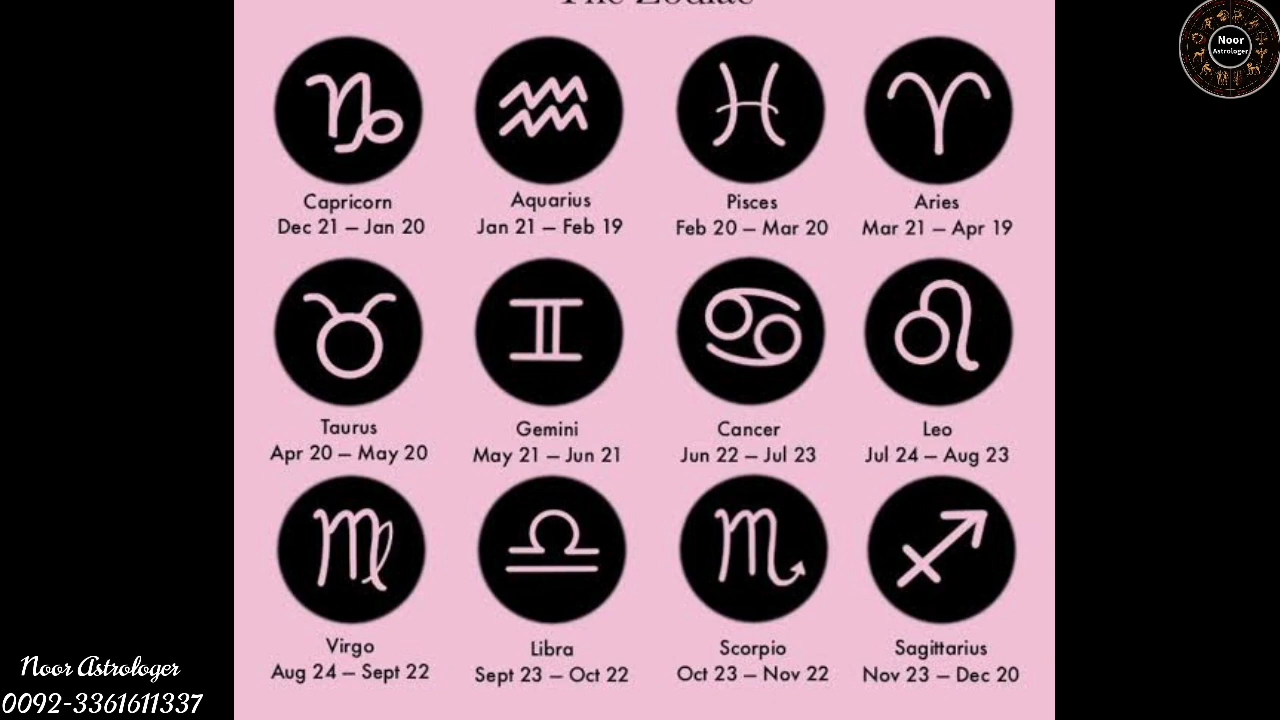 The Zodiac
Noor
Astrologer
Capricorn
Dec 21 – Jan 20
Aquarius
Jan 21 – Feb 19
Pisces
Feb 20 – Mar 20
Aries
Mar 21 – Apr 19
Taurus
Apr 20 – May 20
Gemini
May 21 – Jun 21
Cancer
Jun 22 – Jul 23
Leo
Jul 24 – Aug 23
Virgo
Aug 24 – Sept 22
Libra
Sept 23 – Oct 22
Scorpio
Oct 23 – Nov 22
Sagittarius
Nov 23 – Dec 20
Noor Astrologer
0092-3361611337